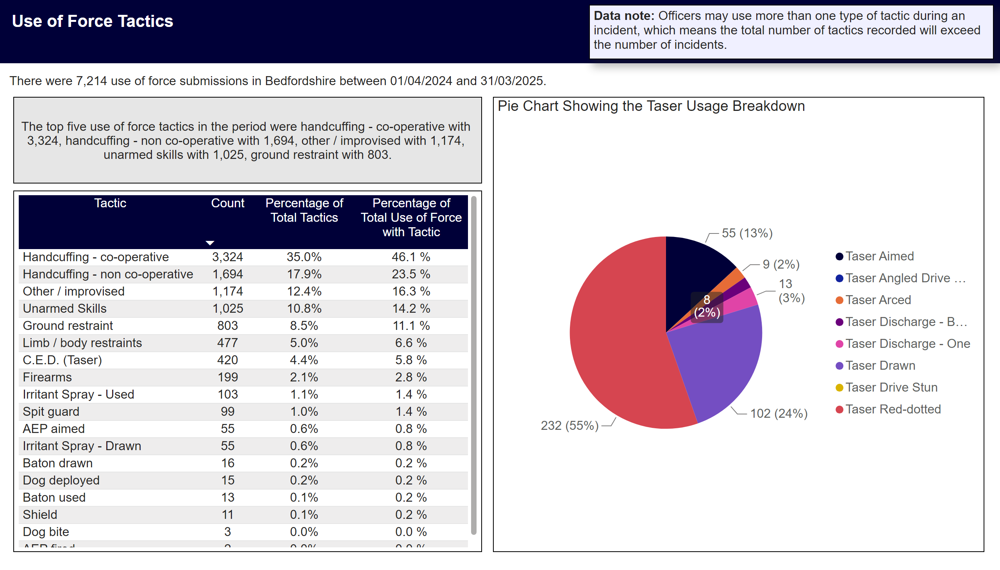 Use of Force Tactics
Data note: Officers may use more than one type of tactic during an
incident, which means the total number of tactics recorded will exceed
the number of incidents.
There were 7,214 use of force submissions in Bedfordshire between 01/04/2024 and 31/03/2025.
The top five use of force tactics in the period were handcuffing - co-operative with
3,324, handcuffing - non co-operative with 1,694, other / improvised with 1,174,
unarmed skills with 1,025, ground restraint with 803.
Tactic Count Percentage of Total Tactics Percentage of Total Use of Force with Tactic
Handcuffing - co-operative 3,324 35.0% 46.1 %
Handcuffing - non co-operative 1,694 17.9% 23.5 %
Other / improvised 1,174 12.4% 16.3 %
Unarmed Skills 1,025 10.8% 14.2 %
Ground restraint 803 8.5% 11.1 %
Limb / body restraints 477 5.0% 6.6 %
C.E.D. (Taser) 420 4.4% 5.8 %
Firearms 199 2.1% 2.8 %
Irritant Spray - Used 103 1.1% 1.4 %
Spit guard 99 1.0% 1.4 %
AEP aimed 55 0.6% 0.8 %
Irritant Spray - Drawn 55 0.6% 0.8 %
Baton drawn 16 0.2% 0.2 %
Dog deployed 15 0.2% 0.2 %
Baton used 13 0.1% 0.2 %
Shield 11 0.1% 0.2 %
Dog bite 3 0.0% 0.0 %
Pie Chart Showing the Taser Usage Breakdown
55 (13%)
9 (2%)
13
(3%)
8
(2%)
102 (24%)
232 (55%)
Taser Aimed
Taser Angled Drive …
Taser Arced
Taser Discharge - B…
Taser Discharge - One
Taser Drawn
Taser Drive Stun
Taser Red-dotted